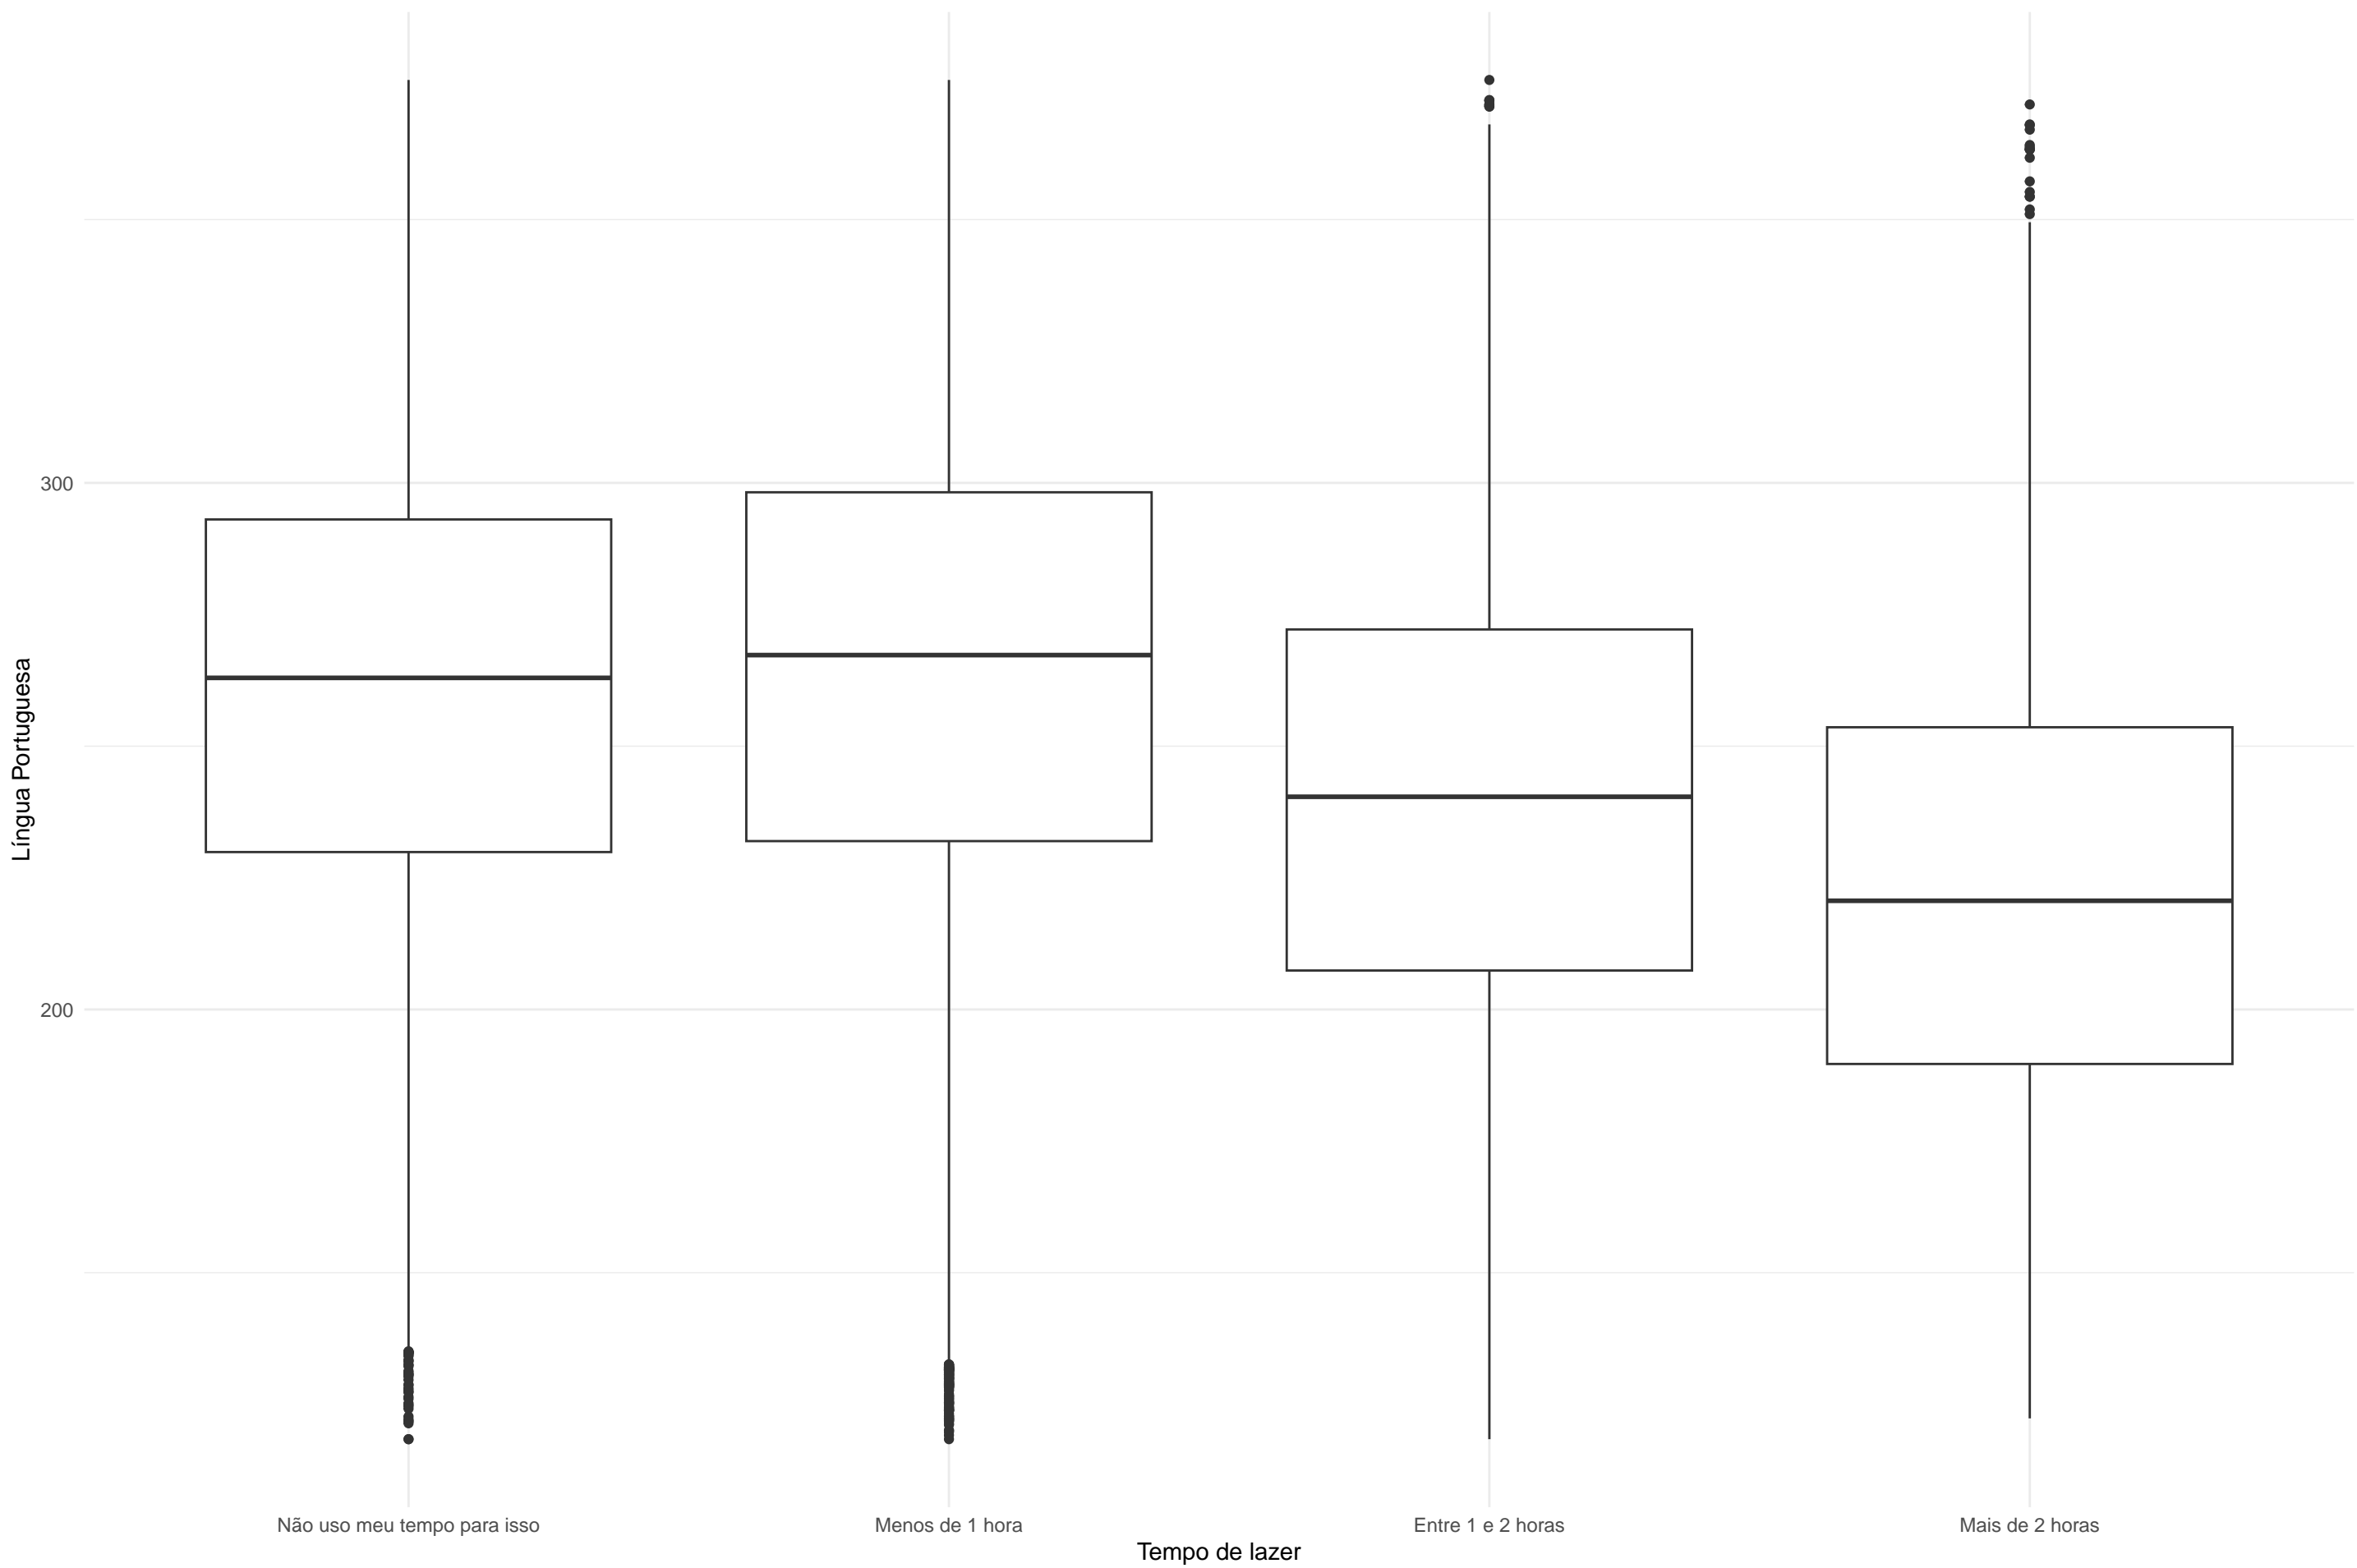 Língua Portuguesa
300
200
Não uso meu tempo para isso
Menos de 1 hora
Entre 1 e 2 horas
Mais de 2 horas
Tempo de lazer